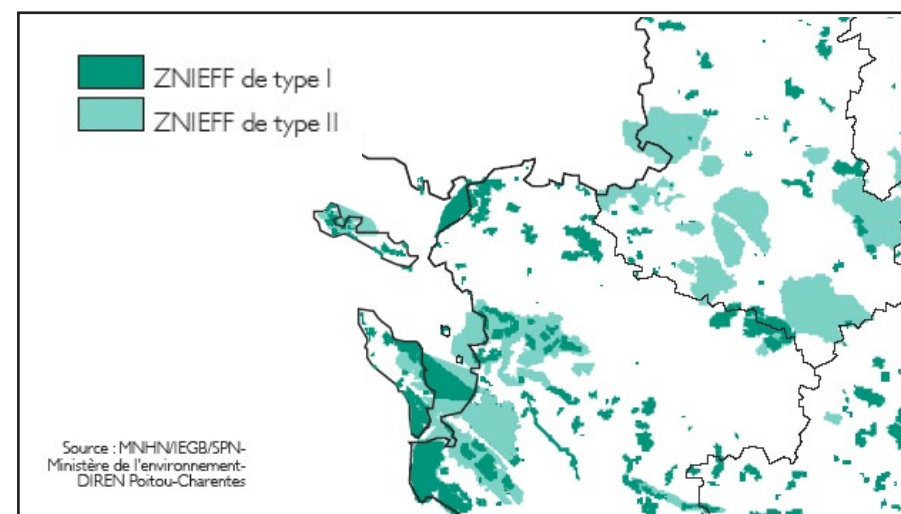 ZNIEFF de type I
ZNIEFF de type II
Source : MNHN/IEGB/SPN-
Ministère de l'environnement-
DIREN Poitou-Charentes